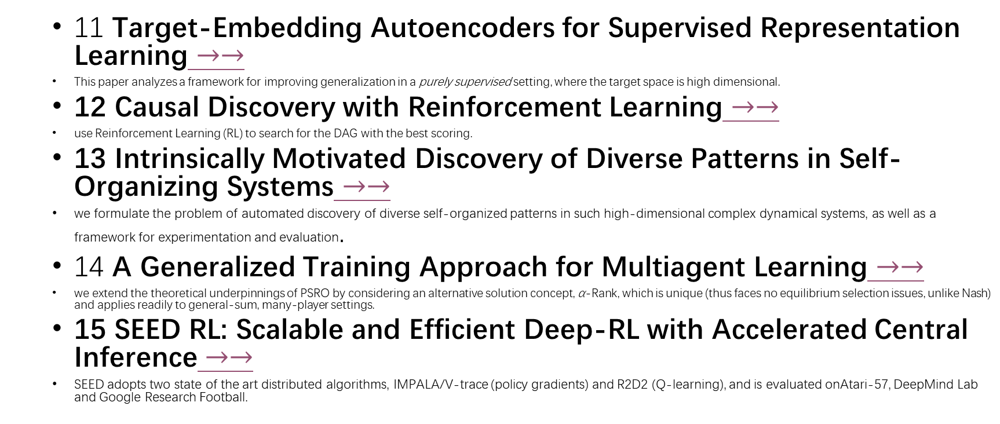 • 11 Target-Embedding Autoencoders for Supervised Representation
Learning →→
• This paper analyzes a framework for improving generalization in a purely supervised setting, where the target space is high dimensional.
• 12 Causal Discovery with Reinforcement Learning →→
• use Reinforcement Learning (RL) to search for the DAG with the best scoring.
• 13 Intrinsically Motivated Discovery of Diverse Patterns in Self-
Organizing Systems →→
• we formulate the problem of automated discovery of diverse self-organized patterns in such high-dimensional complex dynamical systems, as well as a
framework for experimentation and evaluation.
• 14 A Generalized Training Approach for Multiagent Learning →→
• we extend the theoretical underpinnings of PSRO by considering an alternative solution concept, α-Rank, which is unique (thus faces no equilibrium selection issues, unlike Nash)
and applies readily to general-sum, many-player settings.
• 15 SEED RL: Scalable and Efficient Deep-RL with Accelerated Central
Inference →→
• SEED adopts two state of the art distributed algorithms, IMPALA/V-trace (policy gradients) and R2D2 (Q-learning), and is evaluated onAtari-57, DeepMind Lab
and Google Research Football.